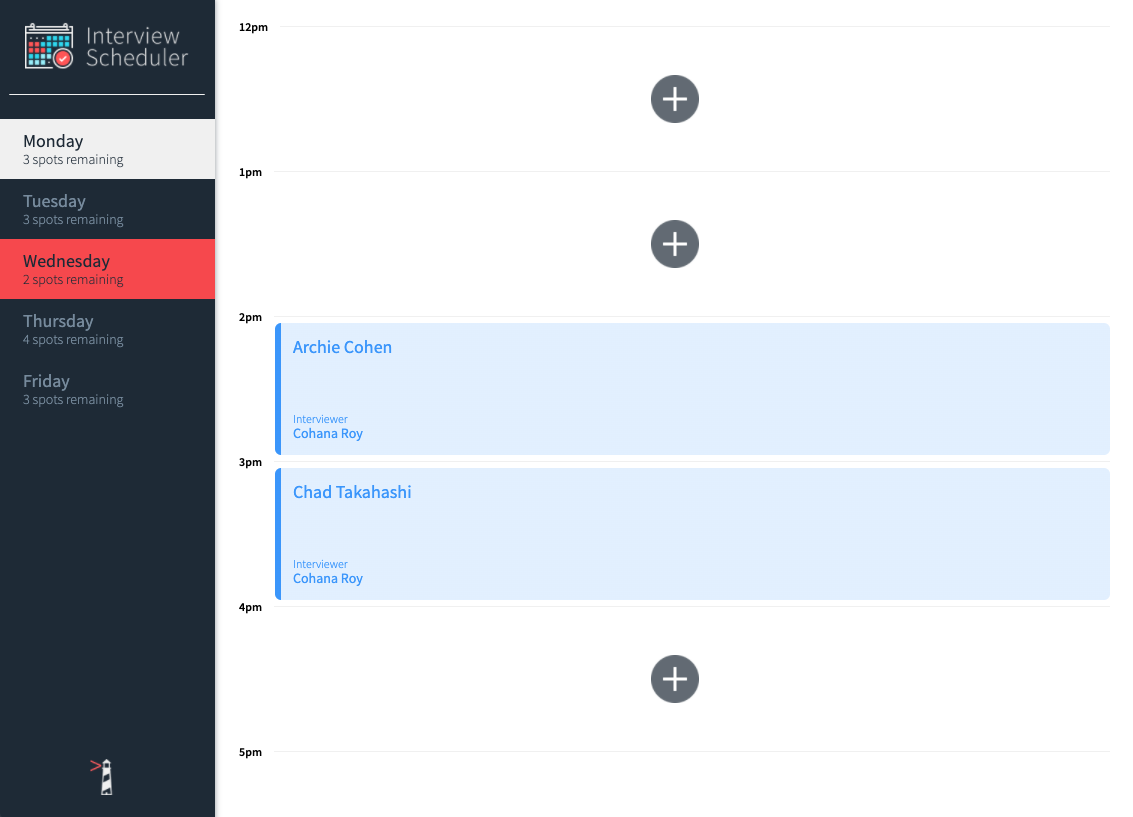 Interview
Scheduler
Monday
3 spots remaining
Tuesday
3 spots remaining
Wednesday
2 spots remaining
Thursday
4 spots remaining
Friday
3 spots remaining
12pm
1pm
2pm
Archie Cohen
Interviewer
Cohana Roy
3pm
Chad Takahashi
Interviewer
Cohana Roy
4pm
5pm